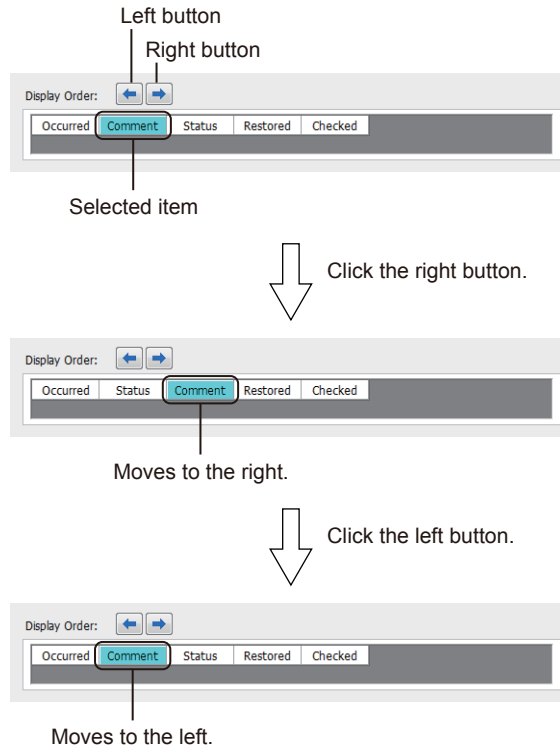 Left button
Right button
Display Order:
Occurred Comment Status Restored Checked
Selected item
Click the right button.
Display Order:
Occurred Status Comment Restored Checked
Moves to the right.
Click the left button.
Display Order:
Occurred Comment Status Restored Checked
Moves to the left.